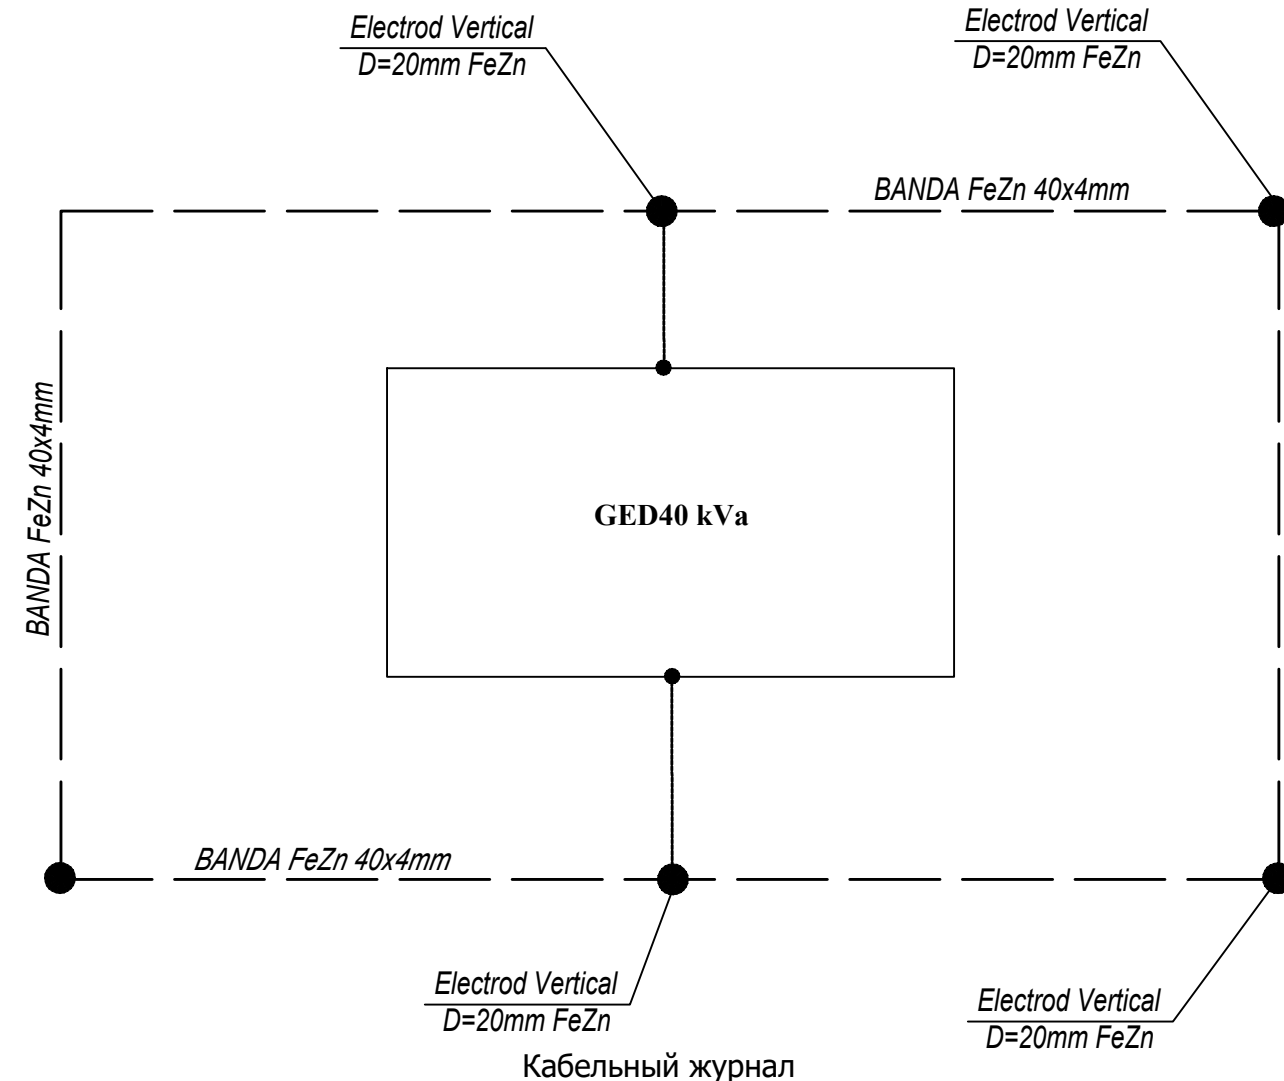 Electrod Vertical
D=20mm FeZn
Electrod Vertical
D=20mm FeZn
BANDA FeZn 40x4mm
BANDA FeZn 40x4mm
GED40 kVa
BANDA FeZn 40x4mm
Electrod Vertical
D=20mm FeZn
Electrod Vertical
D=20mm FeZn
Кабельный журнал